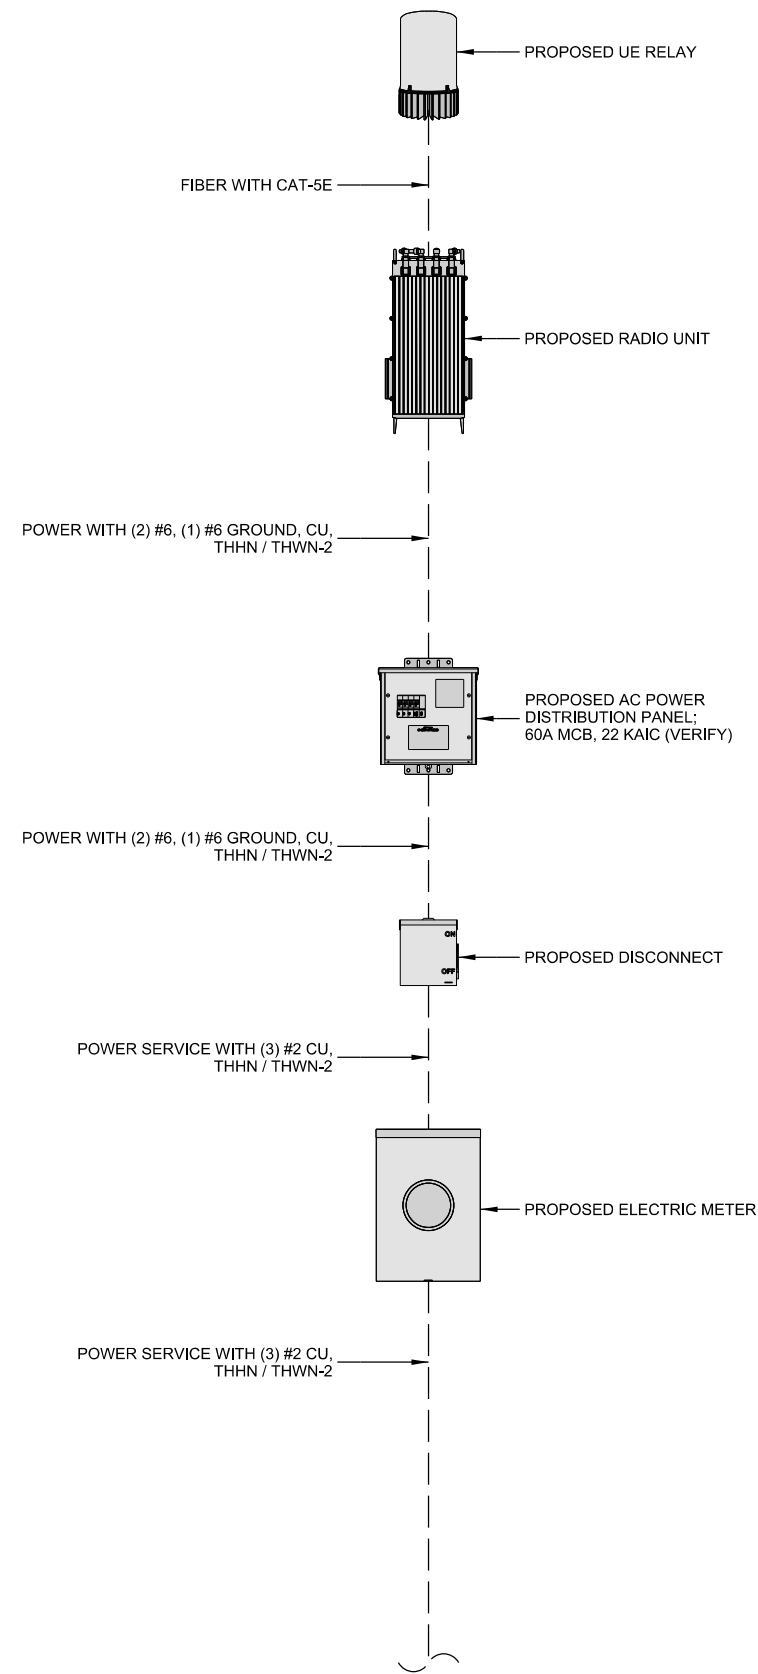 PROPOSED UE RELAY
FIBER WITH CAT-5E
PROPOSED RADIO UNIT
POWER WITH (2) #6, (1) #6 GROUND, CU,
THHN / THWN-2
PROPOSED AC POWER
DISTRIBUTION PANEL;
60A MCB, 22 KAIC (VERIFY)
POWER WITH (2) #6, (1) #6 GROUND, CU,
THHN / THWN-2
ON
PROPOSED DISCONNECT
OFF
POWER SERVICE WITH (3) #2 CU,
THHN / THWN-2
PROPOSED ELECTRIC METER
POWER SERVICE WITH (3) #2 CU,
THHN / THWN-2